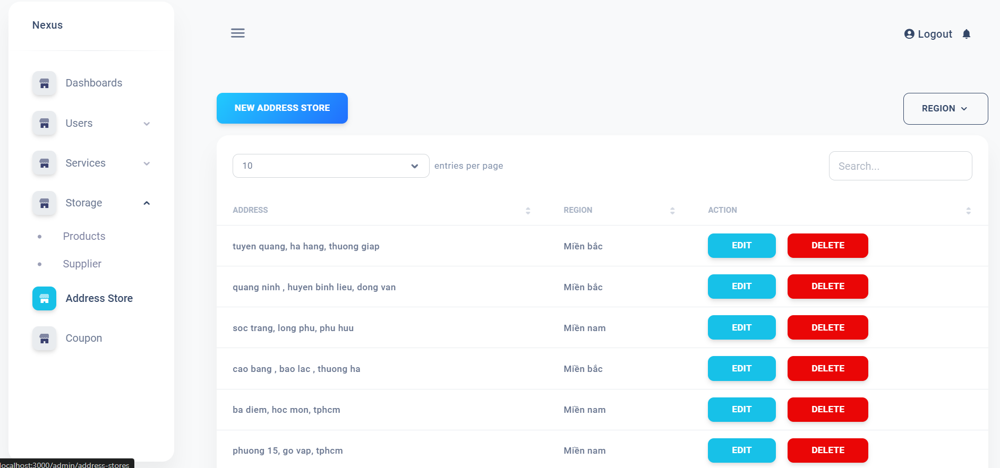 Nexus
Logout
Dashboards
Users
Services
Storage
Products
Supplier
Address Store
Coupon
NEW ADDRESS STORE
REGION
10
entries per page
Search...
ADDRESS REGION ACTION
tuyen quang, ha hang, thuong giap Miền bắc EDIT DELETE
quang ninh , huyen binh lieu, dong van Miền bắc EDIT DELETE
soc trang, long phu, phu huu Miền nam EDIT DELETE
cao bang , bao lac , thuong ha Miền bắc EDIT DELETE
ba diem, hoc mon, tphcm Miền nam EDIT DELETE
phuong 15, go vap, tphcm Miền nam EDIT DELETE
localhost:3000/admin/address-stores